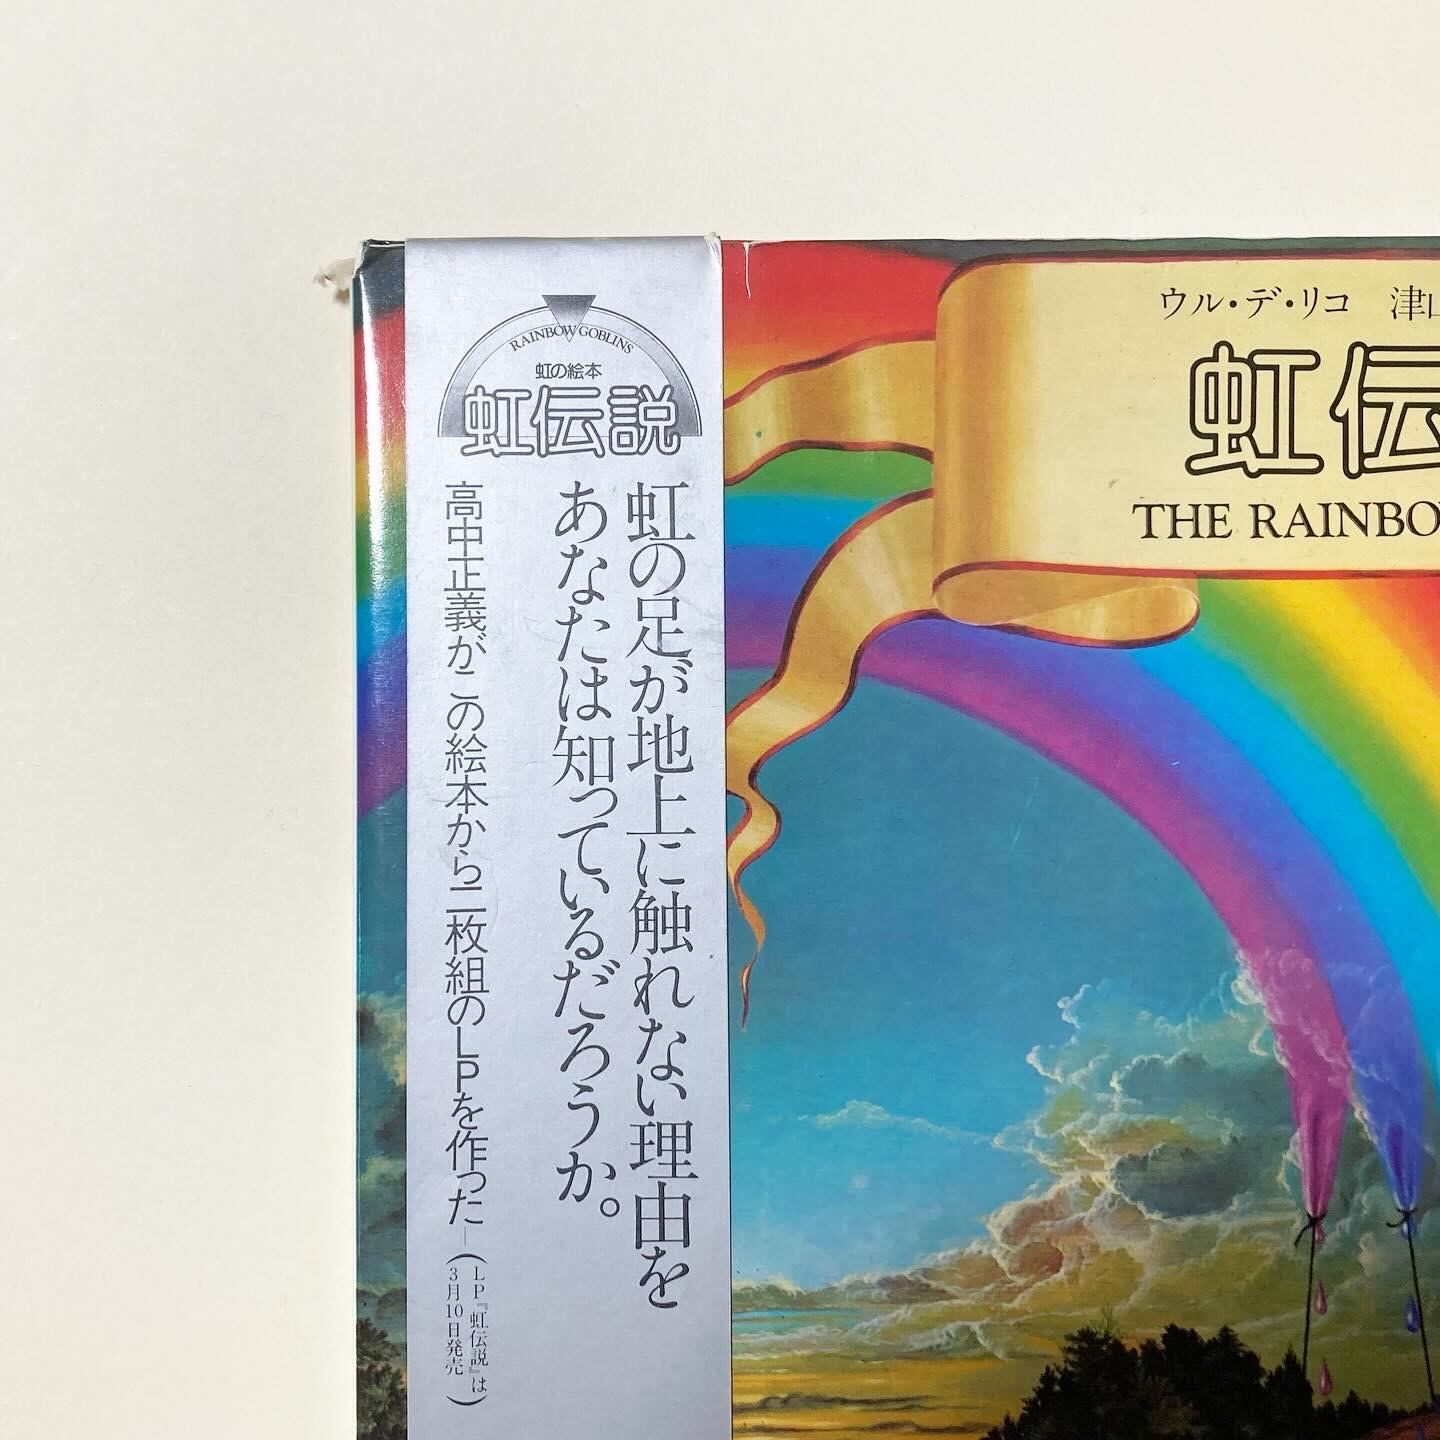 RAINBOW GOBLINS
虹の絵本
虹伝説
虹の足が地上に触れない理由を
あなたは知っているだろうか。
高中正義がこの絵本から二枚組のLPを作った—
(LP『虹伝説』は
3月10日発売)
ウル・デ・リコ 津山
虹伝
THE RAINBO